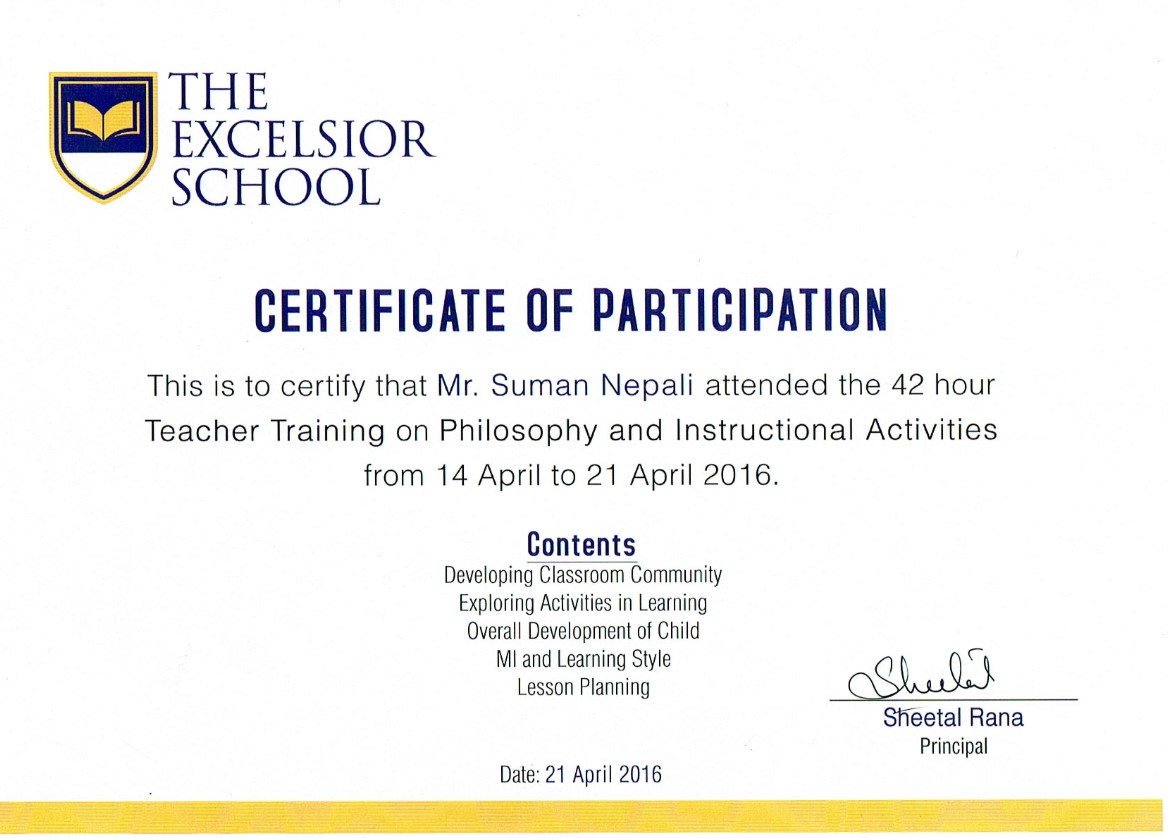 THE
EXCELSIOR
SCHOOL
CERTIFICATE OF PARTICIPATION
This is to certify that Mr. Suman Nepali attended the 42 hour
Teacher Training on Philosophy and Instructional Activities
from 14 April to 21 April 2016.
Contents
Developing Classroom Community
Exploring Activities in Learning
Overall Development of Child
MI and Learning Style
Lesson Planning
Sheetal
Sheetal Rana
Principal
Date: 21 April 2016